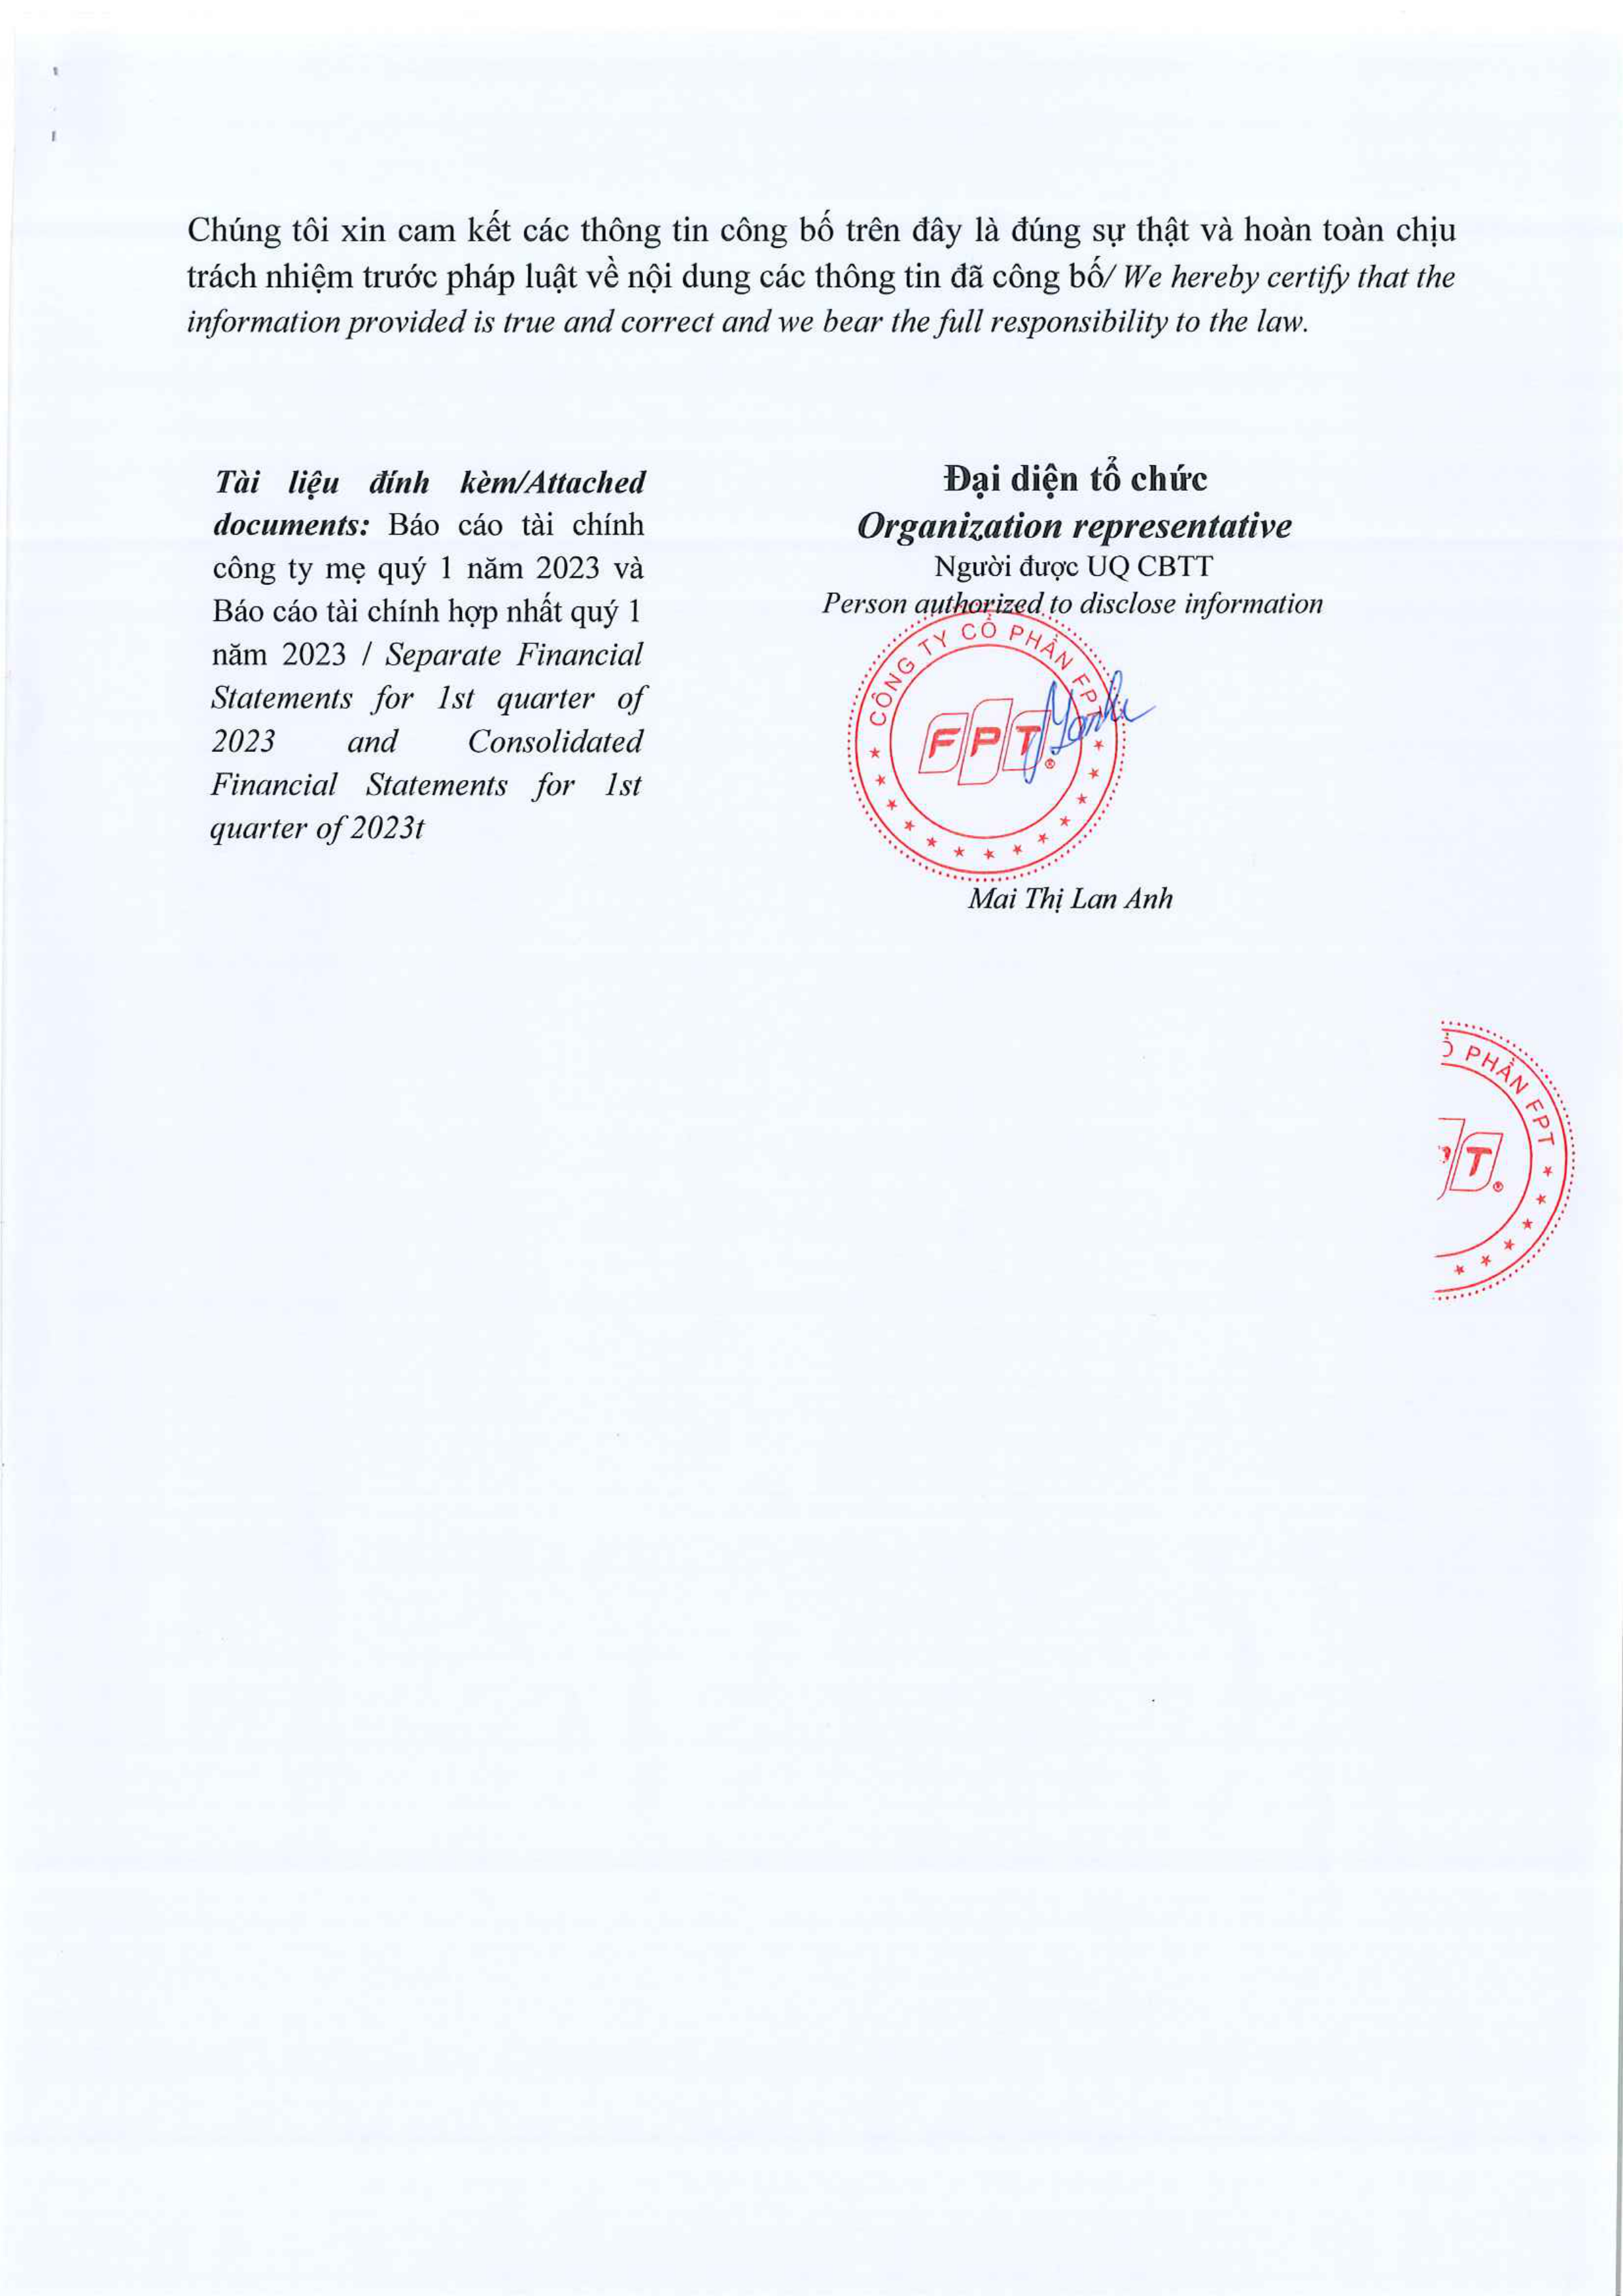 Chúng tôi xin cam kết các thông tin công bố trên đây là đúng sự thật và hoàn toàn chịu
trách nhiệm trước pháp luật về nội dung các thông tin đã công bố/ We hereby certify that the
information provided is true and correct and we bear the full responsibility to the law.
Tài liệu đính kèm/Attached
documents: Báo cáo tài chính
công ty mẹ quý 1 năm 2023 và
Báo cáo tài chính hợp nhất quý 1
năm 2023 / Separate Financial
Statements for 1st quarter of
2023 and Consolidated
Financial Statements for 1st
quarter of 2023t
Đại diện tổ chức
Organization representative
Người được UQ CBTT
Person authorized to disclose information
CÔNG TY CỔ PHẦN FPT
FPT®
Mai Thị Lan Anh
PHẦN FPT
T®